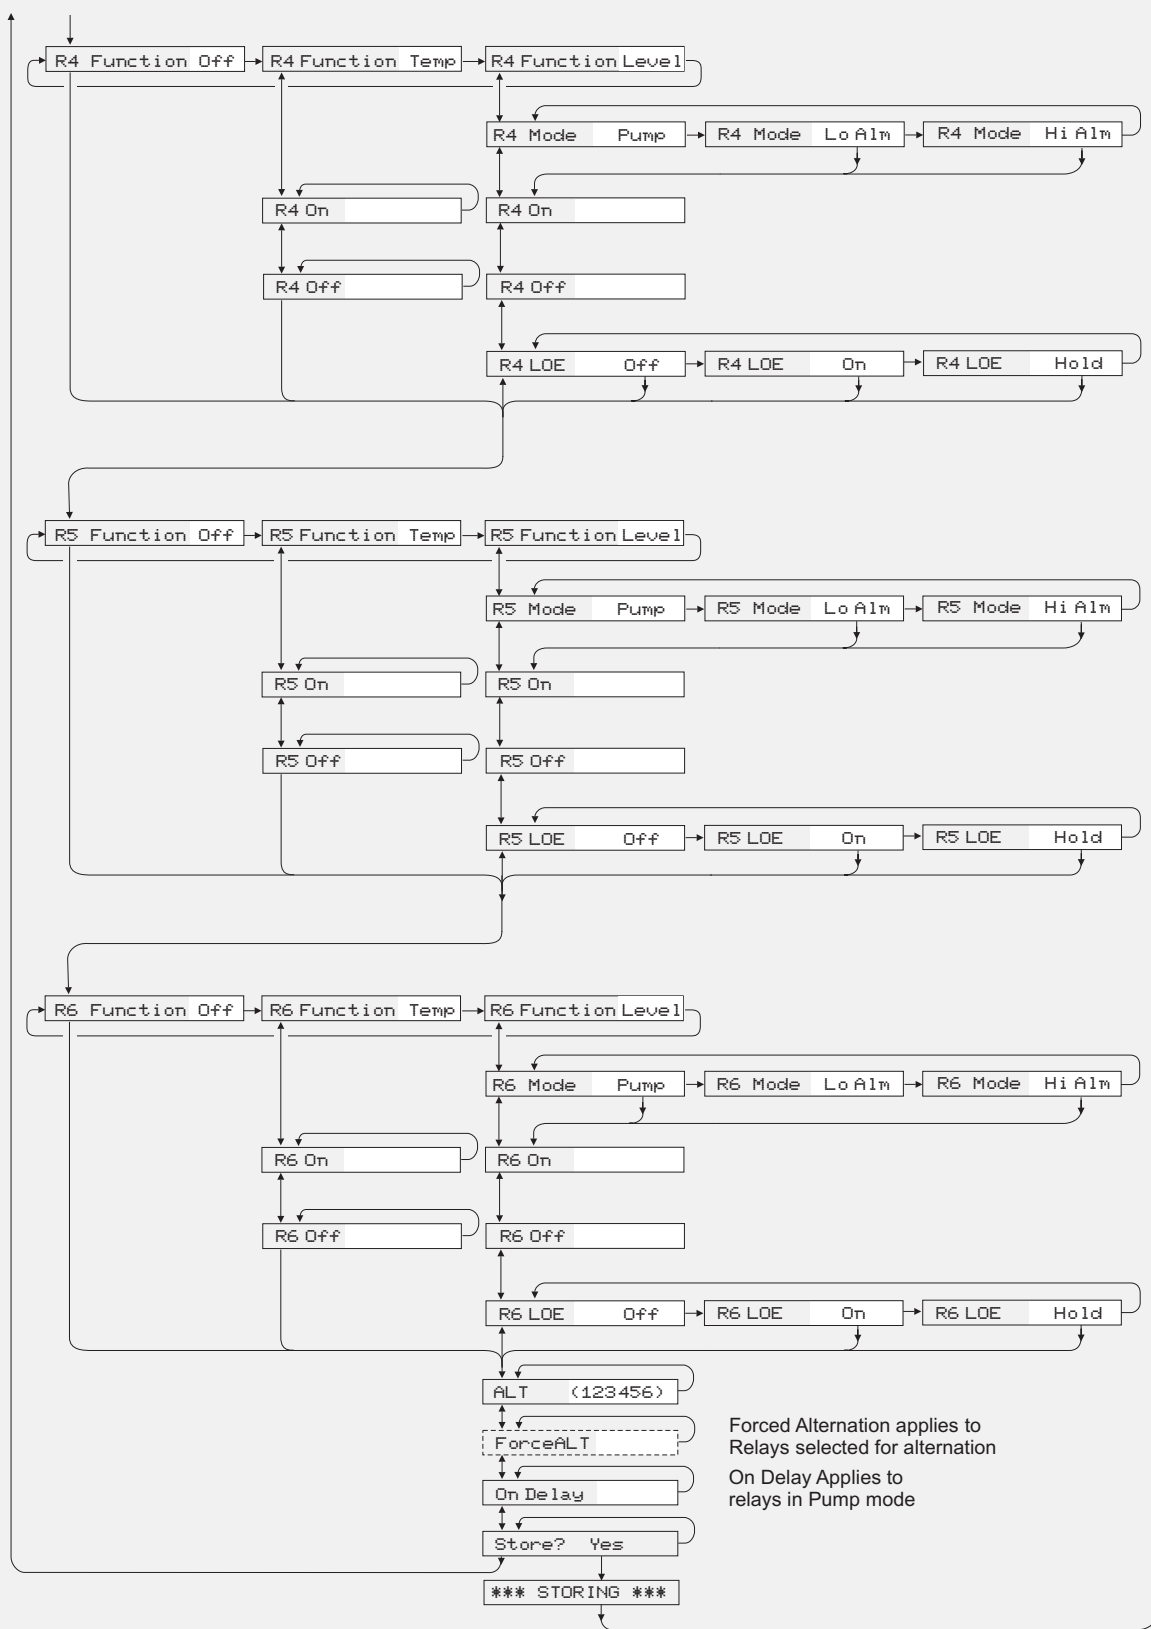 R4 Function Off R4 Function Temp R4 Function Level
R4 Mode Pump R4 Mode Lo Alm R4 Mode Hi Alm
R4 On R4 On
R4 Off R4 Off
R4 LOE Off R4 LOE On R4 LOE Hold
R5 Function Off R5 Function Temp R5 Function Level
R5 Mode Pump R5 Mode Lo Alm R5 Mode Hi Alm
R5 On R5 On
R5 Off R5 Off
R5 LOE Off R5 LOE On R5 LOE Hold
R6 Function Off R6 Function Temp R6 Function Level
R6 Mode Pump R6 Mode Lo Alm R6 Mode Hi Alm
R6 On R6 On
R6 Off R6 Off
R6 LOE Off R6 LOE On R6 LOE Hold
ALT (123456)
ForceALT
Forced Alternation applies to
Relays selected for alternation
On Delay
On Delay Applies to
relays in Pump mode
Store? Yes
*** STORING ***